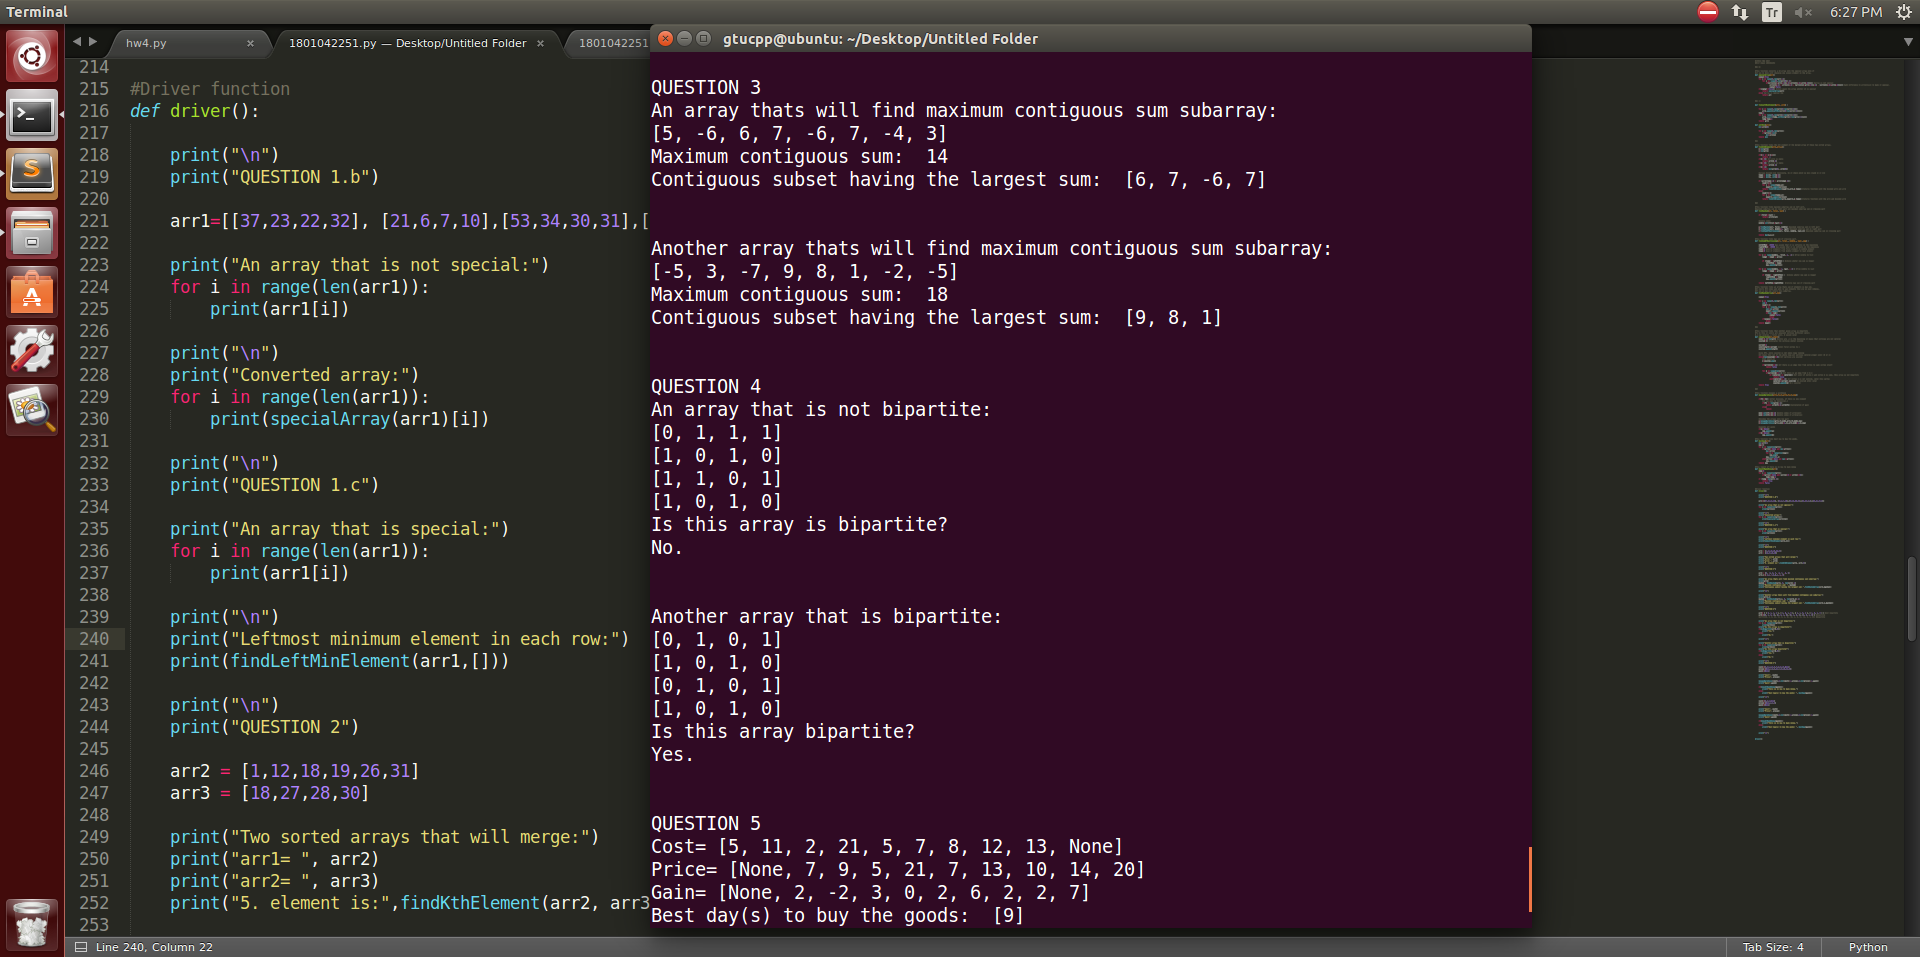 Terminal
Tr
6:27 PM
hw4.py
1801042251.py — Desktop/Untitled Folder
1801042251
214
215 #Driver function
216 def driver():
217
218 print("\n")
219 print("QUESTION 1.b")
220
221 arr1=[[37,23,22,32], [21,6,7,10],[53,34,30,31],[
222
223 print("An array that is not special:")
224 for i in range(len(arr1)):
225 print(arr1[i])
226
227 print("\n")
228 print("Converted array:")
229 for i in range(len(arr1)):
230 print(specialArray(arr1)[i])
231
232 print("\n")
233 print("QUESTION 1.c")
234
235 print("An array that is special:")
236 for i in range(len(arr1)):
237 print(arr1[i])
238
239 print("\n")
240 print("Leftmost minimum element in each row:")
241 print(findLeftMinElement(arr1,[]))
242
243 print("\n")
244 print("QUESTION 2")
245
246 arr2 = [1,12,18,19,26,31]
247 arr3 = [18,27,28,30]
248
249 print("Two sorted arrays that will merge:")
250 print("arr1= ", arr2)
251 print("arr2= ", arr3)
252 print("5. element is:",findKthElement(arr2, arr3
253
gtucpp@ubuntu: ~/Desktop/Untitled Folder
QUESTION 3
An array thats will find maximum contiguous sum subarray:
[5, -6, 6, 7, -6, 7, -4, 3]
Maximum contiguous sum:  14
Contiguous subset having the largest sum:  [6, 7, -6, 7]
Another array thats will find maximum contiguous sum subarray:
[-5, 3, -7, 9, 8, 1, -2, -5]
Maximum contiguous sum:  18
Contiguous subset having the largest sum:  [9, 8, 1]
QUESTION 4
An array that is not bipartite:
[0, 1, 1, 1]
[1, 0, 1, 0]
[1, 1, 0, 1]
[1, 0, 1, 0]
Is this array is bipartite?
No.
Another array that is bipartite:
[0, 1, 0, 1]
[1, 0, 1, 0]
[0, 1, 0, 1]
[1, 0, 1, 0]
Is this array bipartite?
Yes.
QUESTION 5
Cost= [5, 11, 2, 21, 5, 7, 8, 12, 13, None]
Price= [None, 7, 9, 5, 21, 7, 13, 10, 14, 20]
Gain= [None, 2, -2, 3, 0, 2, 6, 2, 2, 7]
Best day(s) to buy the goods:  [9]
Line 240, Column 22
Tab Size: 4
Python